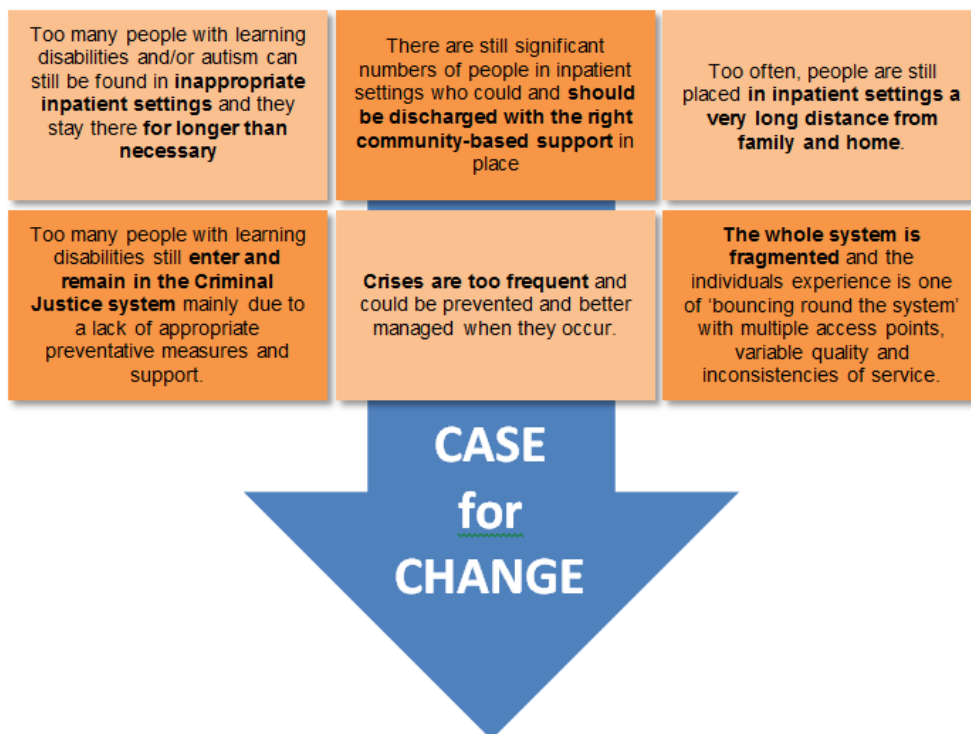 Too many people with learning
disabilities and/or autism can
still be found in inappropriate
inpatient settings and they
stay there for longer than
necessary
There are still significant
numbers of people in inpatient
settings who could and should
be discharged with the right
community-based support in
place
Too often, people are still
placed in inpatient settings a
very long distance from
family and home.
Too many people with learning
disabilities still enter and
remain in the Criminal
Justice system mainly due to
a lack of appropriate
preventative measures and
support.
Crises are too frequent and
could be prevented and better
managed when they occur.
The whole system is
fragmented and the
individuals experience is one
of ‘bouncing round the system’
with multiple access points,
variable quality and
inconsistencies of service.
CASE
for
CHANGE